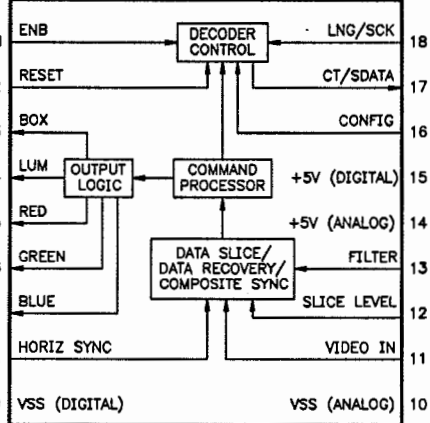 ENB
DECODER
CONTROL
LNG/SCK 18
RESET
CT/SDATA 17
BOX
CONFIG 16
LUM
OUTPUT
LOGIC
COMMAND
PROCESSOR
+5V (DIGITAL) 15
RED
+5V (ANALOG) 14
GREEN
DATA SLICE/
DATA RECOVERY/
COMPOSITE SYNC
FILTER 13
BLUE
SLICE LEVEL 12
HORIZ SYNC
VIDEO IN 11
VSS (DIGITAL)
VSS (ANALOG) 10